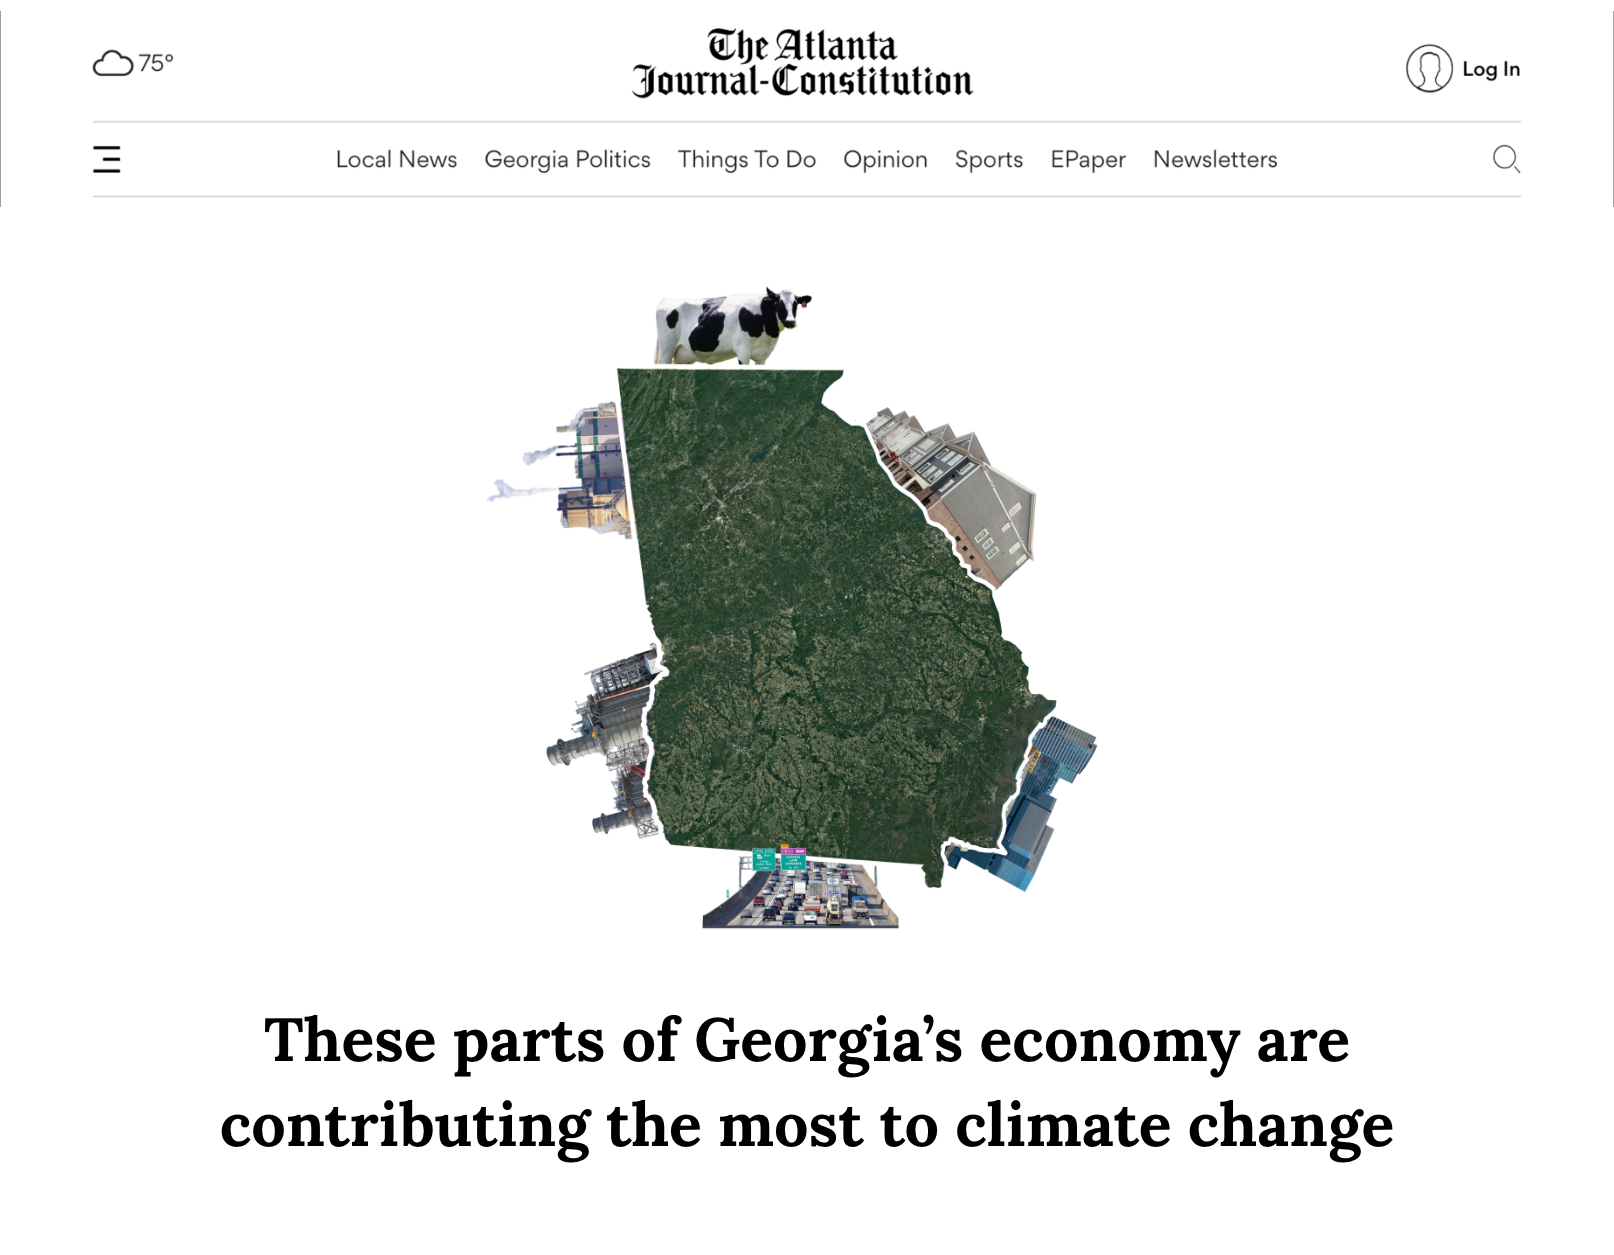 75°
The Atlanta
Journal-Constitution
Log In
Local News Georgia Politics Things To Do Opinion Sports EPaper Newsletters
These parts of Georgia’s economy are
contributing the most to climate change